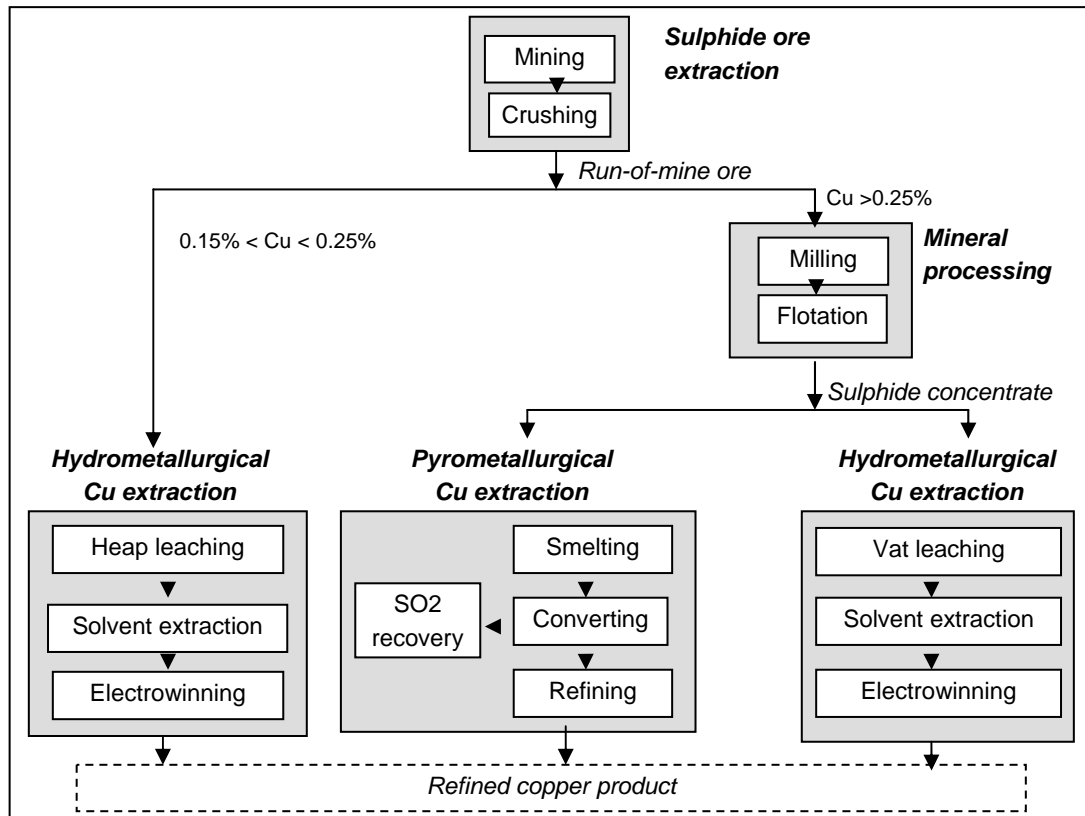 Sulphide ore
extraction
Mining
Crushing
Run-of-mine ore
Cu >0.25%
0.15% < Cu < 0.25%
Mineral
processing
Milling
Flotation
Sulphide concentrate
Hydrometallurgical
Cu extraction
Heap leaching
Solvent extraction
Electrowinning
Pyrometallurgical
Cu extraction
Smelting
SO2
recovery
Converting
Refining
Hydrometallurgical
Cu extraction
Vat leaching
Solvent extraction
Electrowinning
Refined copper product